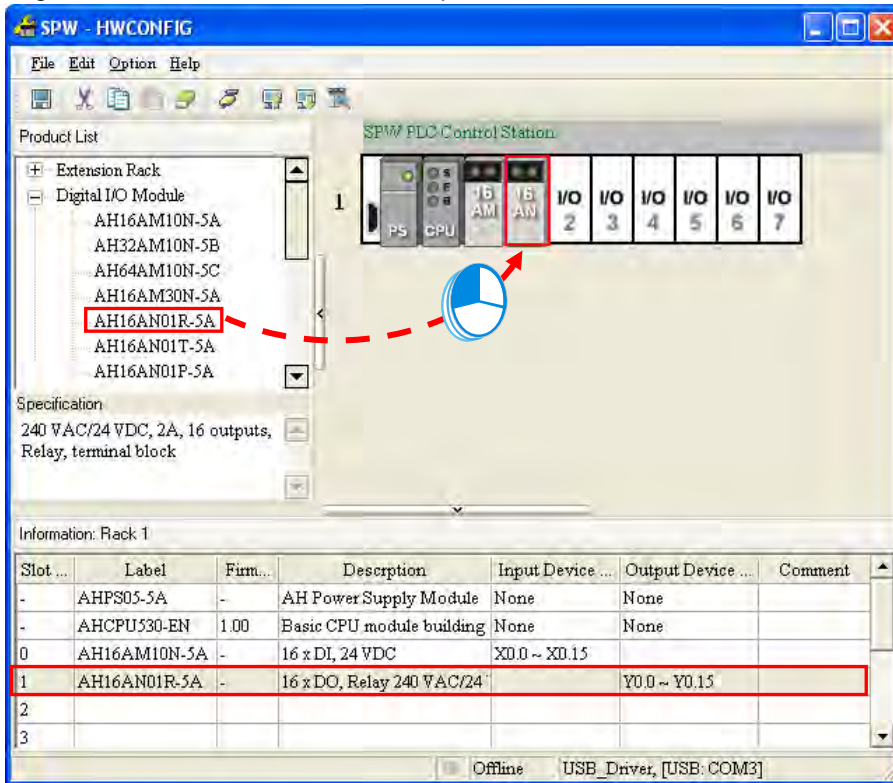 SPW - HWCONFIG
File Edit Option Help
Product List
SPW PLC Control Station
Extension Rack
Digital I/O Module
AH16AM10N-5A
AH32AM10N-5B
AH64AM10N-5C
AH16AM30N-5A
AH16AN01R-5A
AH16AN01T-5A
AH16AN01P-5A
1 PS CPU 16 AM 16 AN I/O 2 I/O 3 I/O 4 I/O 5 I/O 6 I/O 7
Specification
240 VAC/24 VDC, 2A, 16 outputs,
Relay, terminal block
Information: Rack 1
Slot ... Label Firm... Descrption Input Device ... Output Device ... Comment
- AHPS05-5A - AH Power Supply Module None None
- AHCPU530-EN 1.00 Basic CPU module building None None
0 AH16AM10N-5A - 16 x DI, 24 VDC X0.0 ~ X0.15
1 AH16AN01R-5A - 16 x DO, Relay 240 VAC/24 Y0.0 ~ Y0.15
2
3
Offline USB_Driver, [USB: COM3]